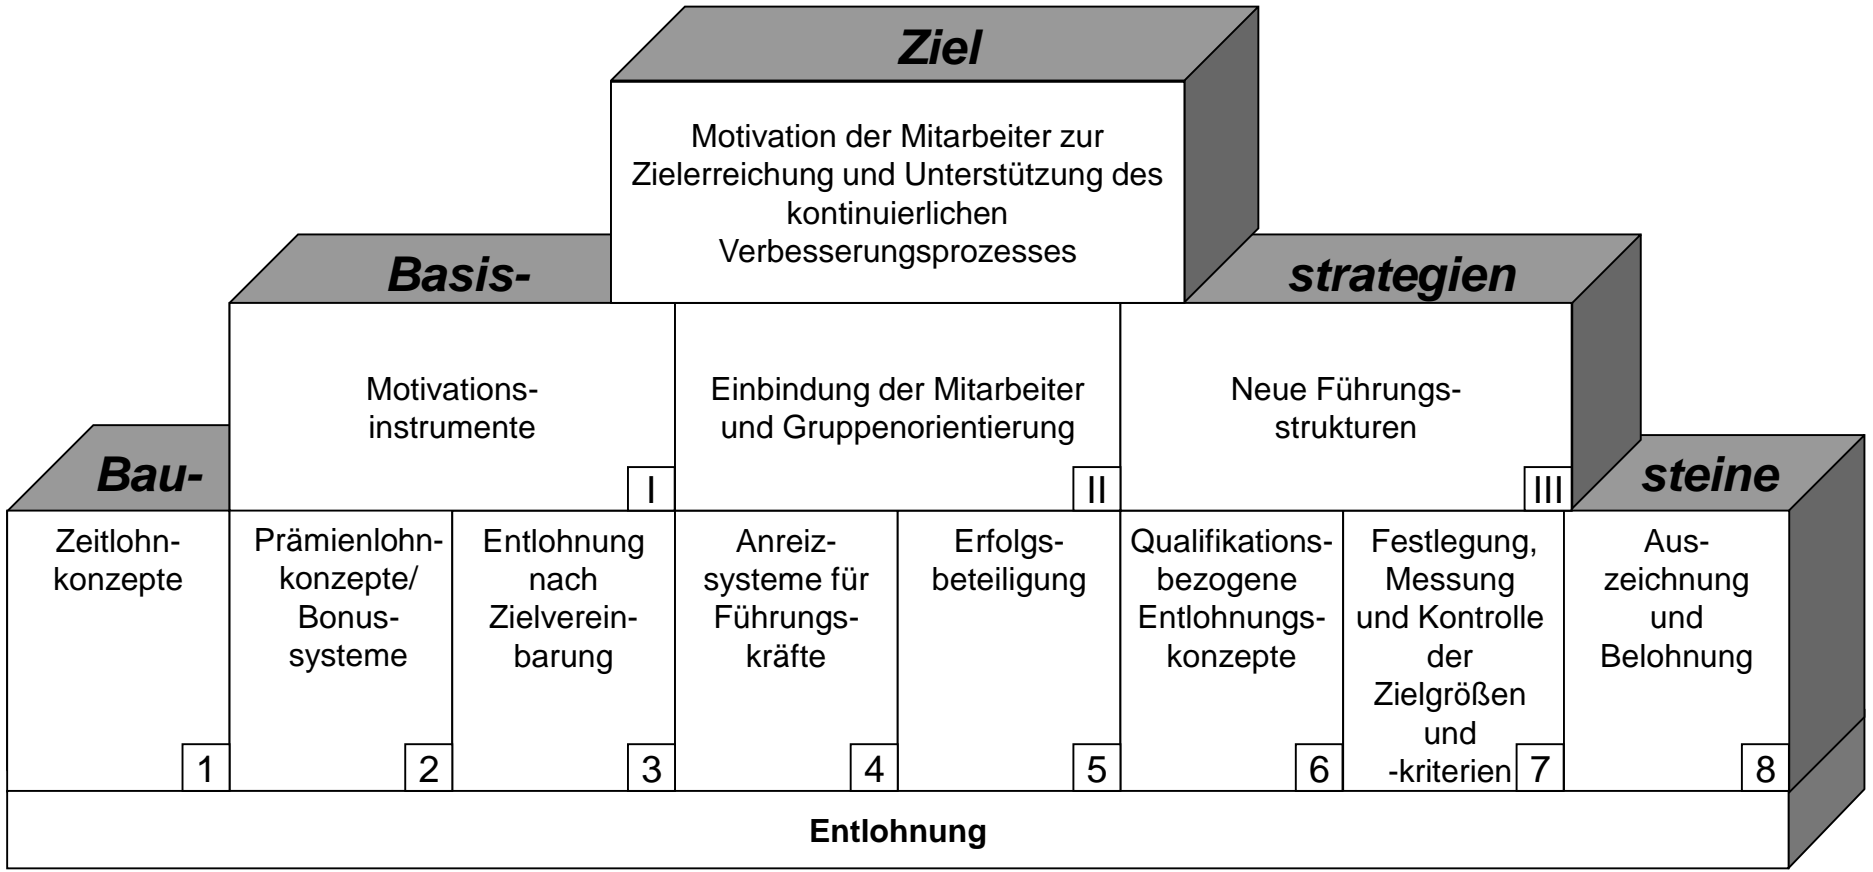 Ziel
Motivation der Mitarbeiter zur
Zielerreichung und Unterstützung des
kontinuierlichen
Verbesserungsprozesses
Basis-
strategien
Motivations-
instrumente
I
Einbindung der Mitarbeiter
und Gruppenorientierung
II
Neue Führungs-
strukturen
III
Bau-
steine
Zeitlohn-
konzepte
1
Prämienlohn-
konzepte/
Bonus-
systeme
2
Entlohnung
nach
Zielverein-
barung
3
Anreiz-
systeme für
Führungs-
kräfte
4
Erfolgs-
beteiligung
5
Qualifikations-
bezogene
Entlohnungs-
konzepte
6
Festlegung,
Messung
und Kontrolle
der
Zielgrößen
und
-kriterien
7
Aus-
zeichnung
und
Belohnung
8
Entlohnung